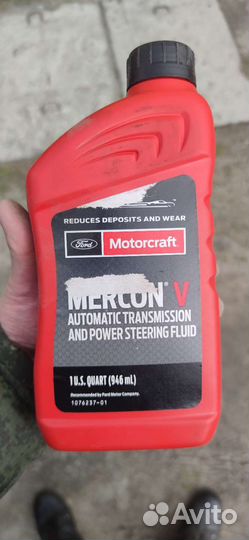 REDUCES DEPOSITS AND WEAR
Ford
Motorcraft
MERCON® V
AUTOMATIC TRANSMISSION
AND POWER STEERING FLUID
1 U.S. QUART (946 mL)
Recommended by Ford Motor Company.
1076237-01
Avito